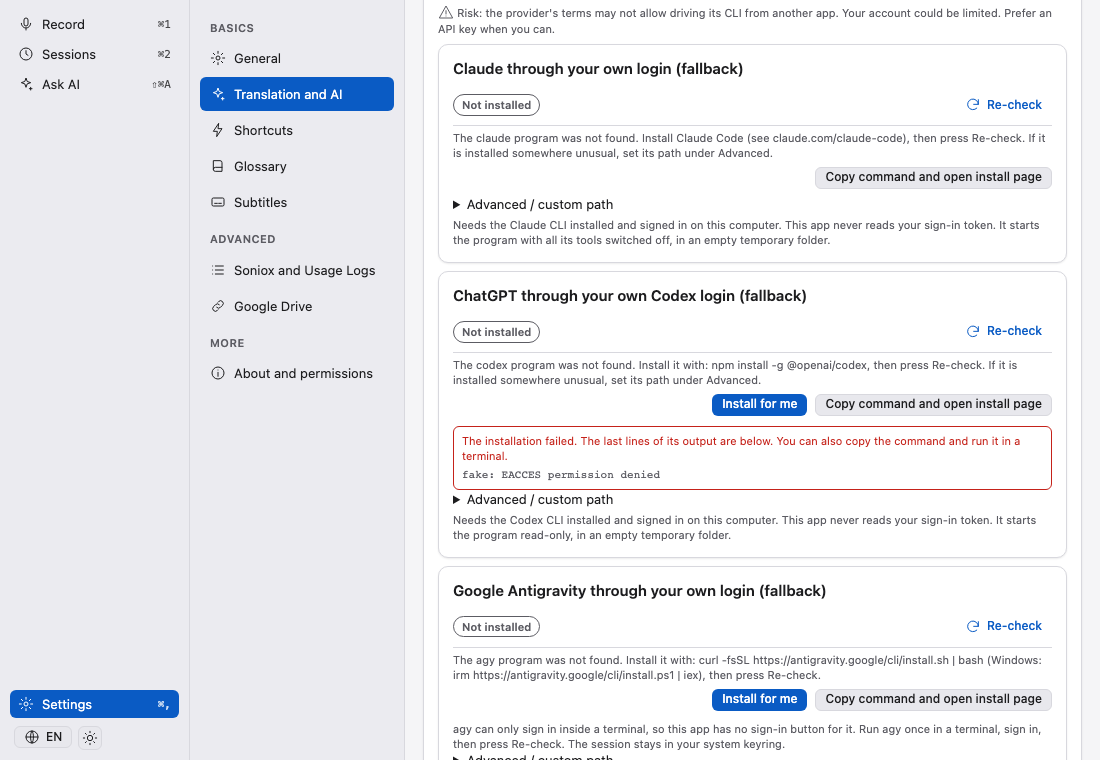 Record ⌘1
Sessions ⌘2
Ask AI ⇧⌘A
Settings ⌘,
EN
BASICS
General
Translation and AI
Shortcuts
Glossary
Subtitles
ADVANCED
Soniox and Usage Logs
Google Drive
MORE
About and permissions
⚠ Risk: the provider's terms may not allow driving its CLI from another app. Your account could be limited. Prefer an
API key when you can.
Claude through your own login (fallback)
Not installed Re-check
The claude program was not found. Install Claude Code (see claude.com/claude-code), then press Re-check. If it
is installed somewhere unusual, set its path under Advanced.
Copy command and open install page
▶ Advanced / custom path
Needs the Claude CLI installed and signed in on this computer. This app never reads your sign-in token. It starts
the program with all its tools switched off, in an empty temporary folder.
ChatGPT through your own Codex login (fallback)
Not installed Re-check
The codex program was not found. Install it with: npm install -g @openai/codex, then press Re-check. If it is
installed somewhere unusual, set its path under Advanced.
Install for me Copy command and open install page
The installation failed. The last lines of its output are below. You can also copy the command and run it in a
terminal.
fake: EACCES permission denied
▶ Advanced / custom path
Needs the Codex CLI installed and signed in on this computer. This app never reads your sign-in token. It starts
the program read-only, in an empty temporary folder.
Google Antigravity through your own login (fallback)
Not installed Re-check
The agy program was not found. Install it with: curl -fsSL https://antigravity.google/cli/install.sh | bash (Windows:
irm https://antigravity.google/cli/install.ps1 | iex), then press Re-check.
Install for me Copy command and open install page
agy can only sign in inside a terminal, so this app has no sign-in button for it. Run agy once in a terminal, sign in,
then press Re-check. The session stays in your system keyring.
▶ Advanced / custom path